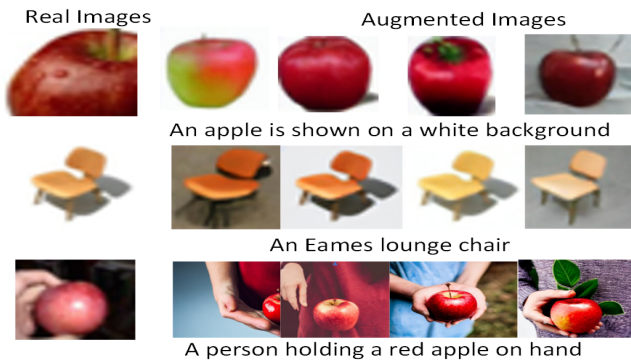 Real Images
Augmented Images
An apple is shown on a white background
An Eames lounge chair
A person holding a red apple on hand